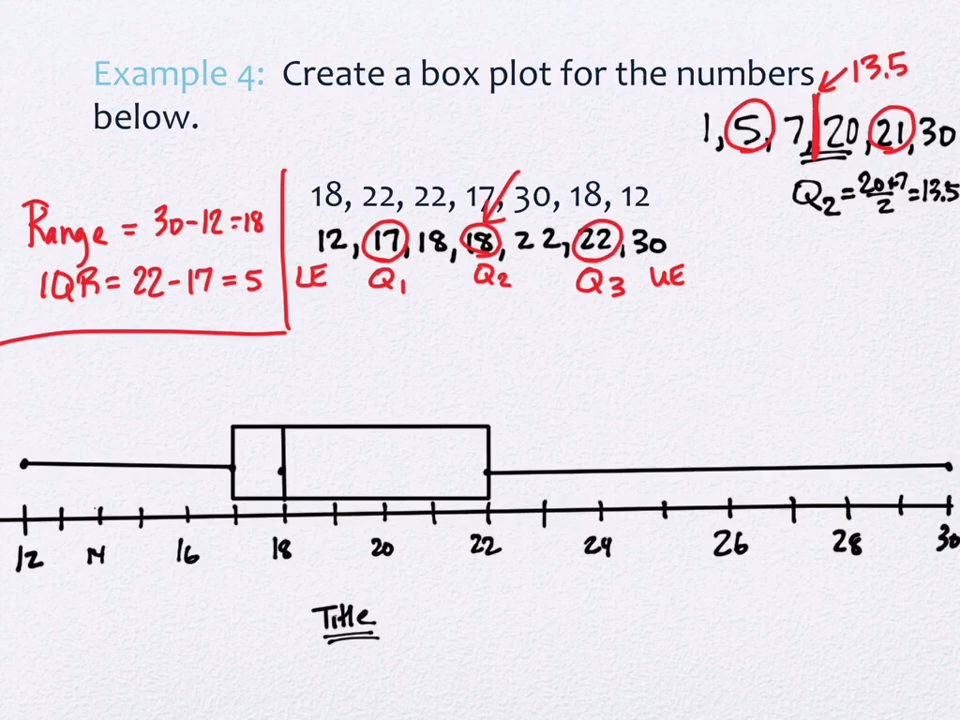 Example 4: Create a box plot for the numbers
below.
13.5
1, 5, 7, 20, 21, 30
Q2 = 20+7/2 = 13.5
18, 22, 22, 17, 30, 18, 12
12, 17, 18, 18, 22, 22, 30
LE Q1 Q2 Q3 UE
Range = 30-12=18
IQR = 22-17 = 5
12 14 16 18 20 22 24 26 28 30
Title